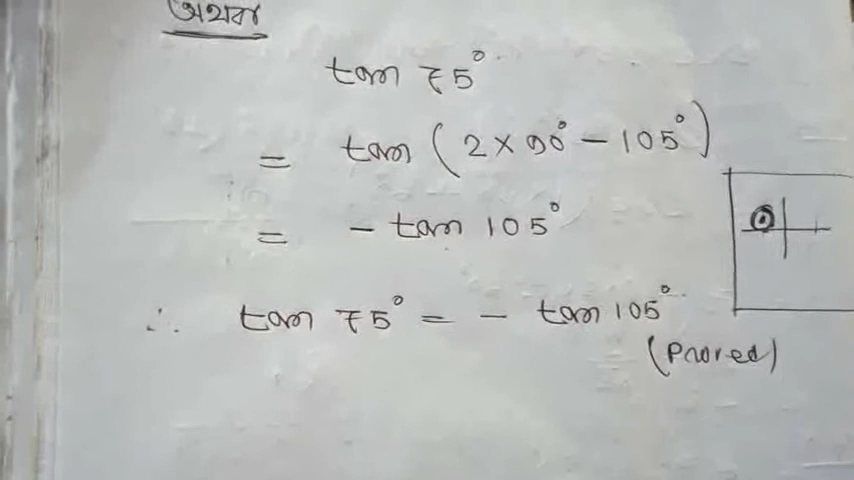 অথবা
tan 75°
= tan (2 × 90° – 105°)
= – tan 105°
∴ tan 75° = – tan 105°
(Proved)